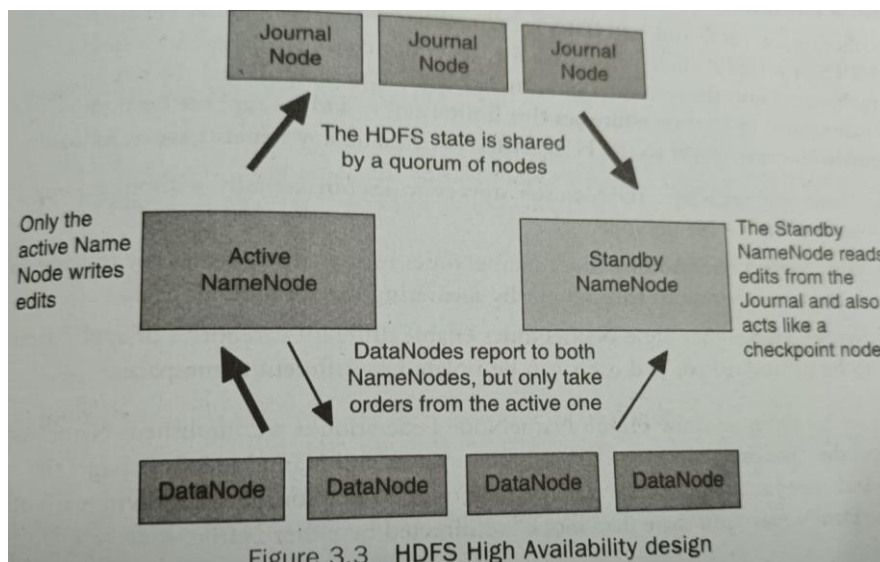 Journal
Node
Journal
Node
Journal
Node
The HDFS state is shared
by a quorum of nodes
Only the
active Name
Node writes
edits
Active
NameNode
Standby
NameNode
The Standby
NameNode reads
edits from the
Journal and also
acts like a
checkpoint node
DataNodes report to both
NameNodes, but only take
orders from the active one
DataNode
DataNode
DataNode
DataNode
Figure 3.3 HDFS High Availability design